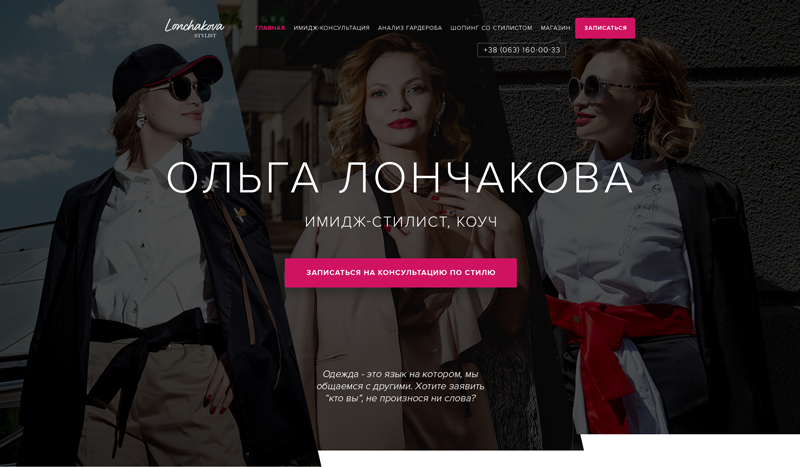 Lonchakova
STYLIST
ГЛАВНАЯ ИМИДЖ-КОНСУЛЬТАЦИЯ АНАЛИЗ ГАРДЕРОБА ШОПИНГ СО СТИЛИСТОМ МАГАЗИН ЗАПИСАТЬСЯ
+38 (063) 160-00-33
ОЛЬГА ЛОНЧАКОВА
ИМИДЖ-СТИЛИСТ, КОУЧ
ЗАПИСАТЬСЯ НА КОНСУЛЬТАЦИЮ ПО СТИЛЮ
Одежда - это язык на котором, мы
общаемся с другими. Хотите заявить
"кто вы", не произнося ни слова?